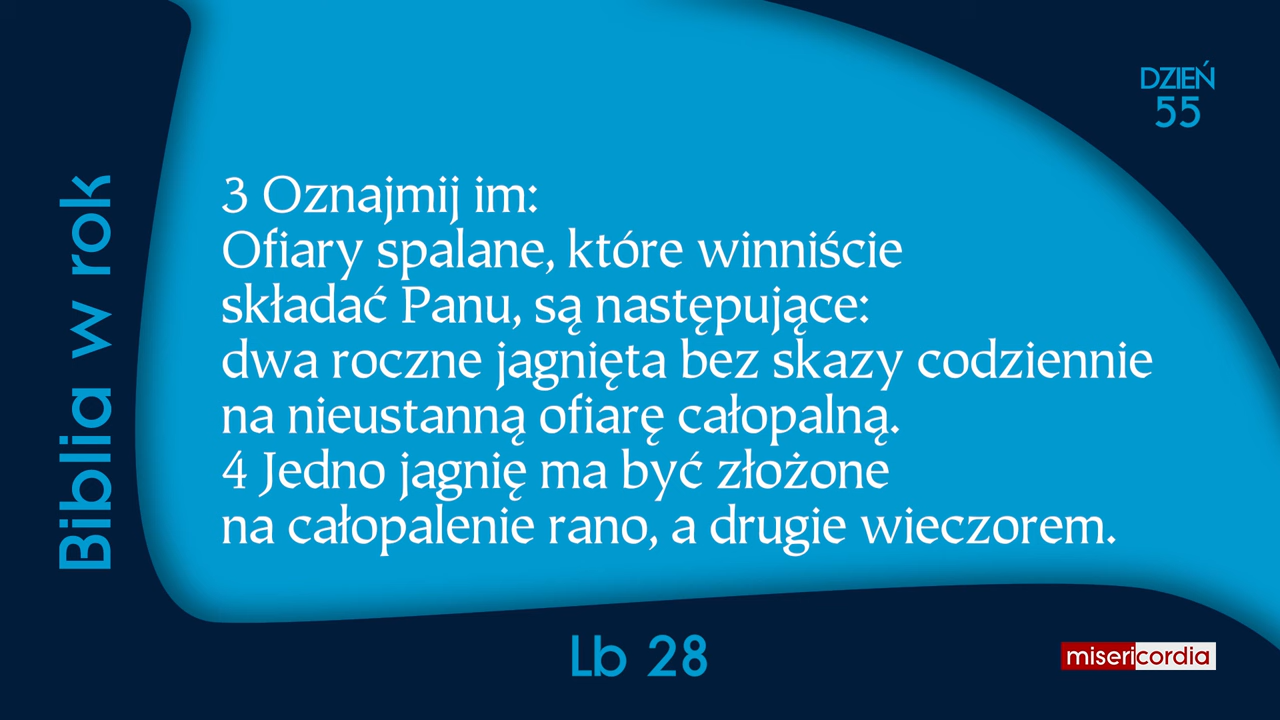 Biblia w rok
DZIEŃ
55
3 Oznajmij im:
Ofiary spalane, które winniście
składać Panu, są następujące:
dwa roczne jagnięta bez skazy codziennie
na nieustanną ofiarę całopalną.
4 Jedno jagnię ma być złożone
na całopalenie rano, a drugie wieczorem.
Lb 28
misericordia